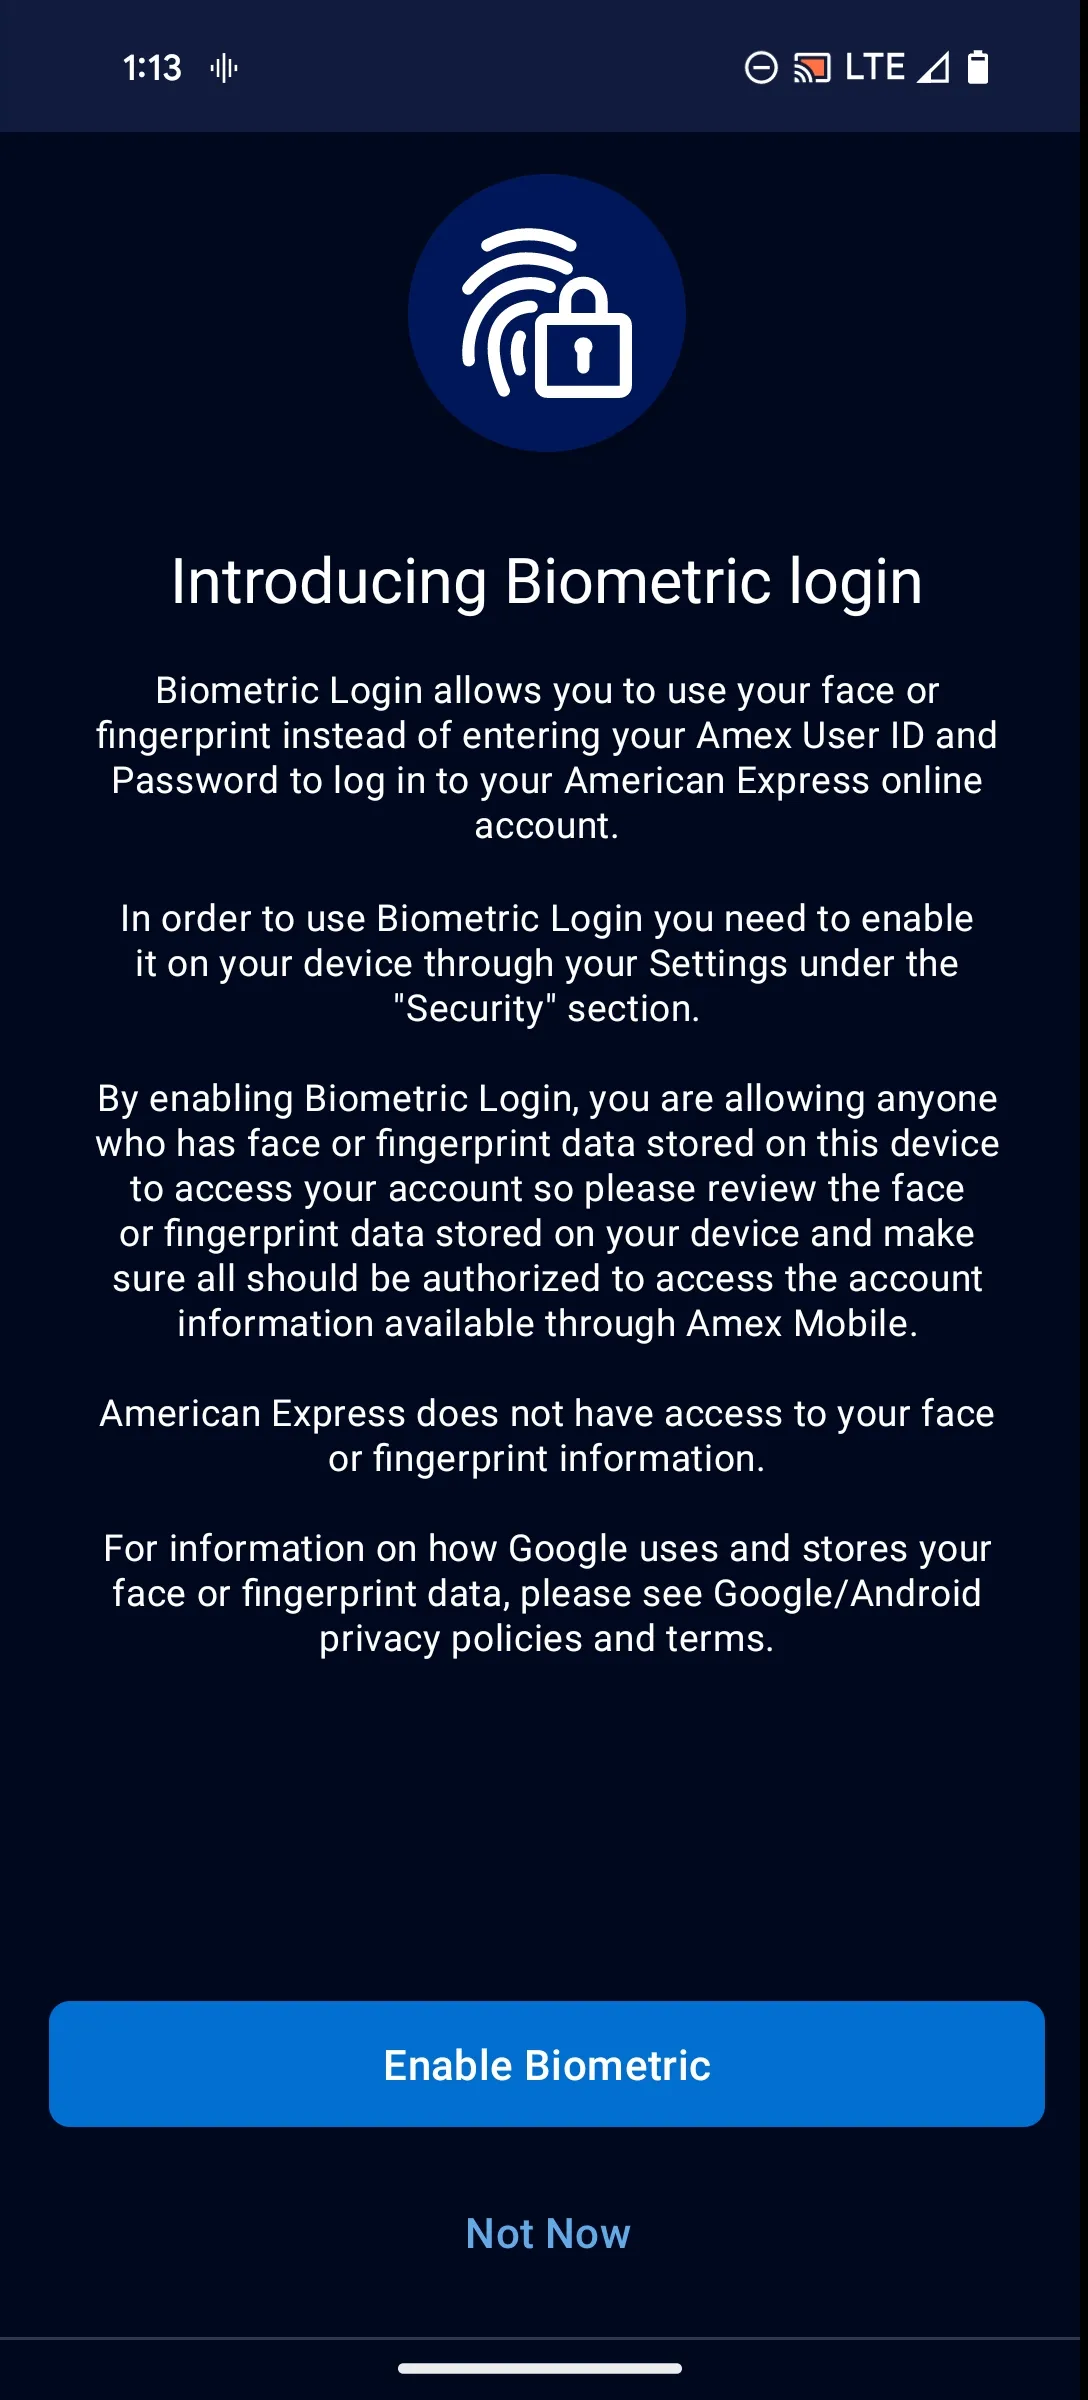 1:13 LTE
Introducing Biometric login
Biometric Login allows you to use your face or
fingerprint instead of entering your Amex User ID and
Password to log in to your American Express online
account.
In order to use Biometric Login you need to enable
it on your device through your Settings under the
"Security" section.
By enabling Biometric Login, you are allowing anyone
who has face or fingerprint data stored on this device
to access your account so please review the face
or fingerprint data stored on your device and make
sure all should be authorized to access the account
information available through Amex Mobile.
American Express does not have access to your face
or fingerprint information.
For information on how Google uses and stores your
face or fingerprint data, please see Google/Android
privacy policies and terms.
Enable Biometric
Not Now